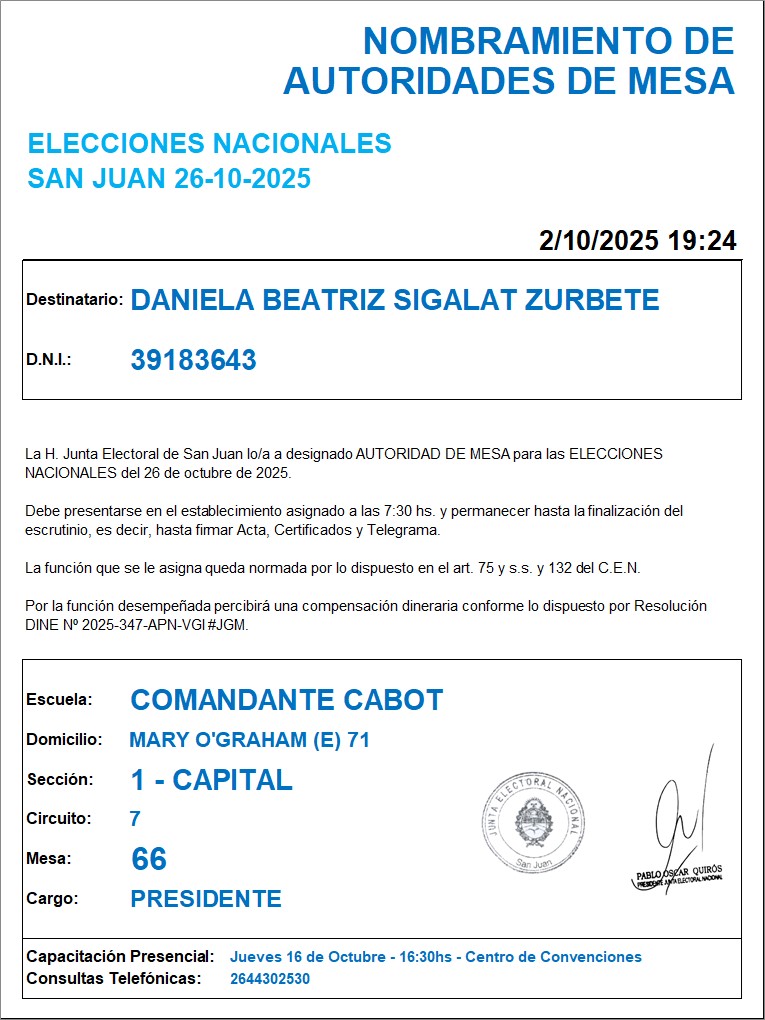 NOMBRAMIENTO DE
AUTORIDADES DE MESA
ELECCIONES NACIONALES
SAN JUAN 26-10-2025
2/10/2025 19:24
Destinatario: DANIELA BEATRIZ SIGALAT ZURBETE
D.N.I.: 39183643
La H. Junta Electoral de San Juan lo/a a designado AUTORIDAD DE MESA para las ELECCIONES
NACIONALES del 26 de octubre de 2025.
Debe presentarse en el establecimiento asignado a las 7:30 hs. y permanecer hasta la finalización del
escrutinio, es decir, hasta firmar Acta, Certificados y Telegrama.
La función que se le asigna queda normada por lo dispuesto en el art. 75 y s.s. y 132 del C.E.N.
Por la función desempeñada percibirá una compensación dineraria conforme lo dispuesto por Resolución
DINE Nº 2025-347-APN-VGI#JGM.
Escuela: COMANDANTE CABOT
Domicilio: MARY O'GRAHAM (E) 71
Sección: 1 - CAPITAL
Circuito: 7
Mesa: 66
Cargo: PRESIDENTE
JUNTA ELECTORAL NACIONAL
San Juan
PABLO OSCAR QUIRÓS
PRESIDENTE JUNTA ELECTORAL NACIONAL
Capacitación Presencial: Jueves 16 de Octubre - 16:30hs - Centro de Convenciones
Consultas Telefónicas: 2644302530